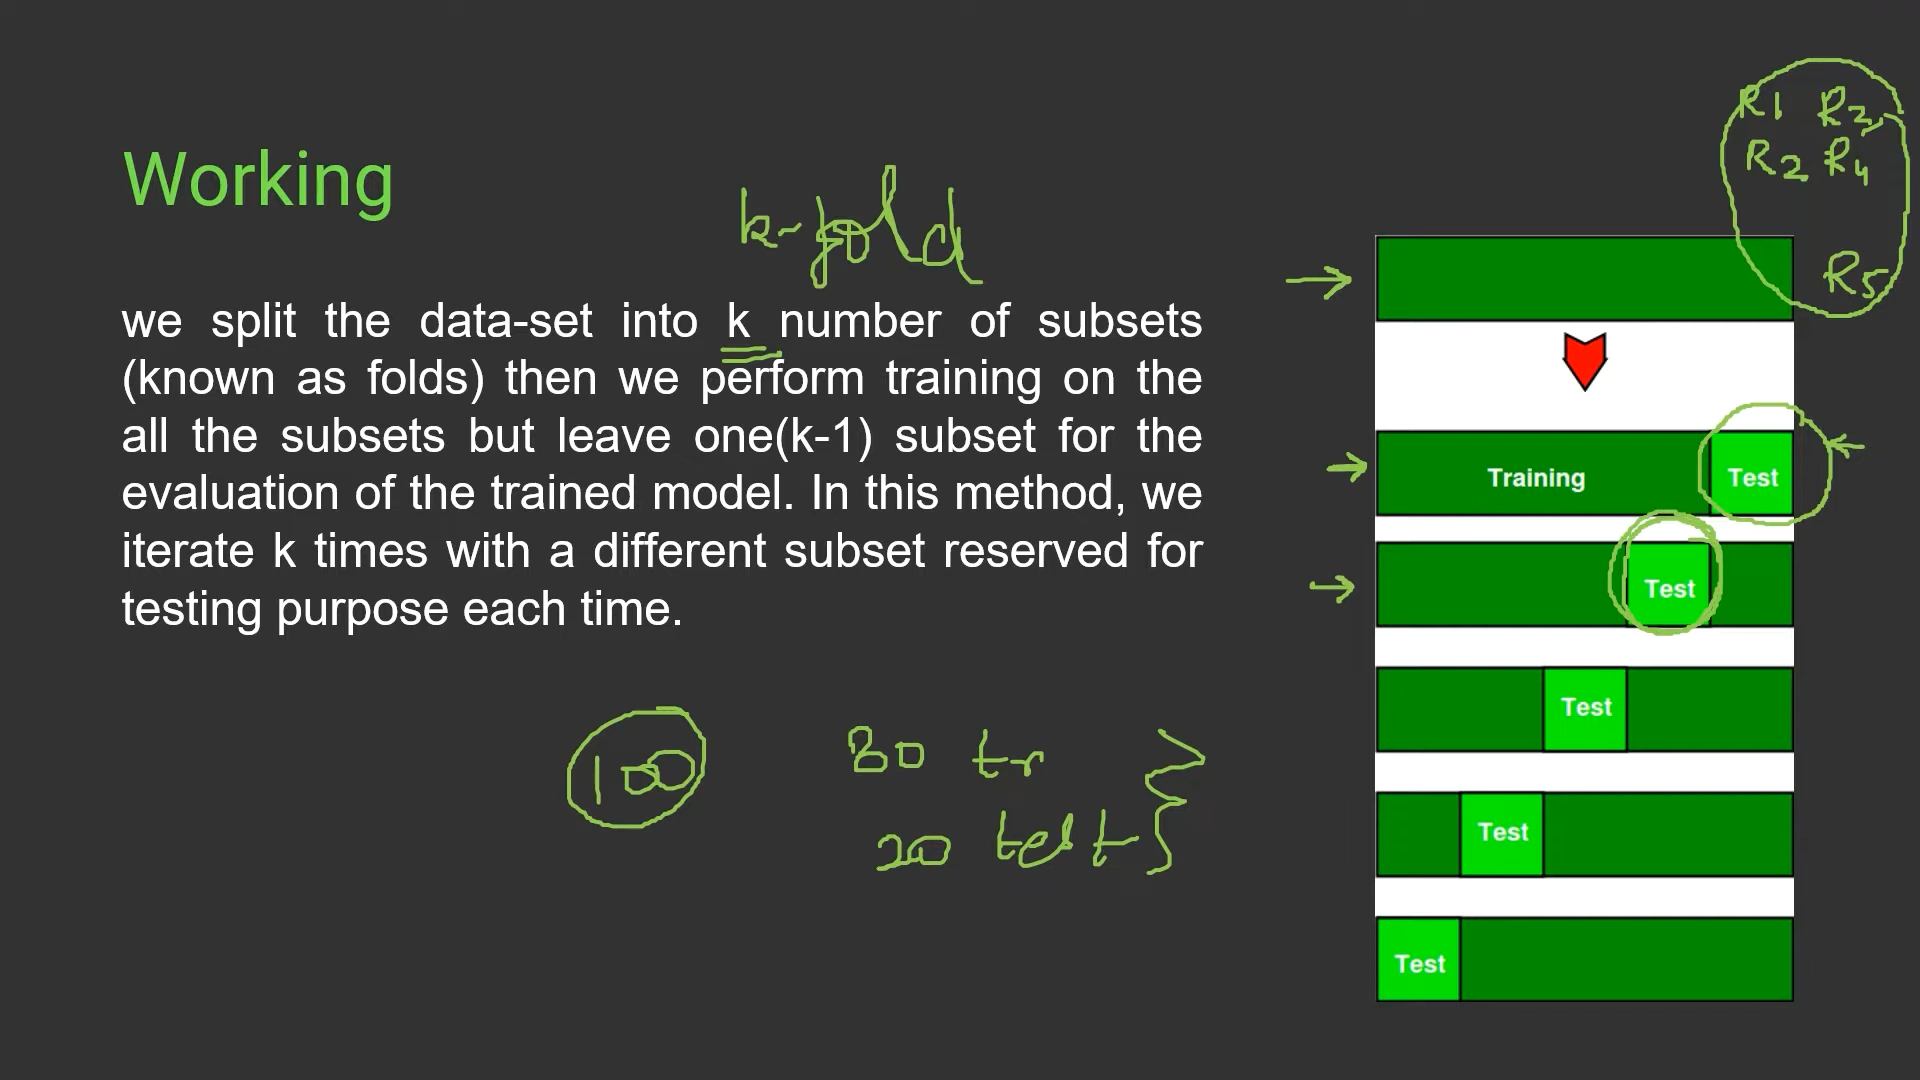 Working
k-fold
we split the data-set into k number of subsets
(known as folds) then we perform training on the
all the subsets but leave one(k-1) subset for the
evaluation of the trained model. In this method, we
iterate k times with a different subset reserved for
testing purpose each time.
100
80 tr
20 test
R1 R3
R2 R4
R5
Training Test
Test
Test
Test
Test